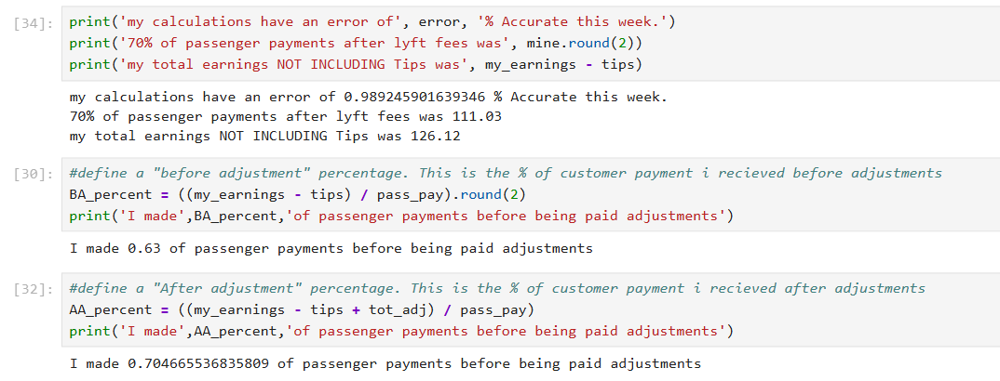 [34]: print('my calculations have an error of', error, '% Accurate this week.')
print('70% of passenger payments after lyft fees was', mine.round(2))
print('my total earnings NOT INCLUDING Tips was', my_earnings - tips)
my calculations have an error of 0.989245901639346 % Accurate this week.
70% of passenger payments after lyft fees was 111.03
my total earnings NOT INCLUDING Tips was 126.12
[30]: #define a "before adjustment" percentage. This is the % of customer payment i recieved before adjustments
BA_percent = ((my_earnings - tips) / pass_pay).round(2)
print('I made',BA_percent,'of passenger payments before being paid adjustments')
I made 0.63 of passenger payments before being paid adjustments
[32]: #define a "After adjustment" percentage. This is the % of customer payment i recieved after adjustments
AA_percent = ((my_earnings - tips + tot_adj) / pass_pay)
print('I made',AA_percent,'of passenger payments before being paid adjustments')
I made 0.704665536835809 of passenger payments before being paid adjustments